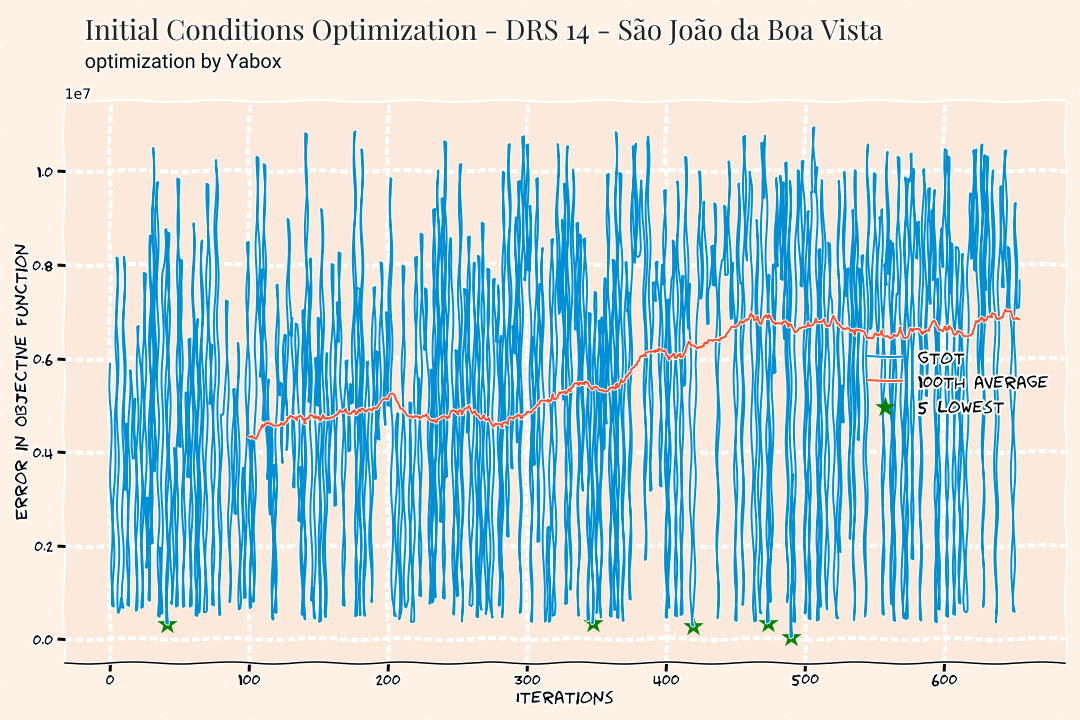 Initial Conditions Optimization - DRS 14 - São João da Boa Vista
optimization by Yabox
1e7
1.0
0.8
0.6
0.4
0.2
0.0
ERROR IN OBJECTIVE FUNCTION
GTOT
100TH AVERAGE
5 LOWEST
0 100 200 300 400 500 600
ITERATIONS